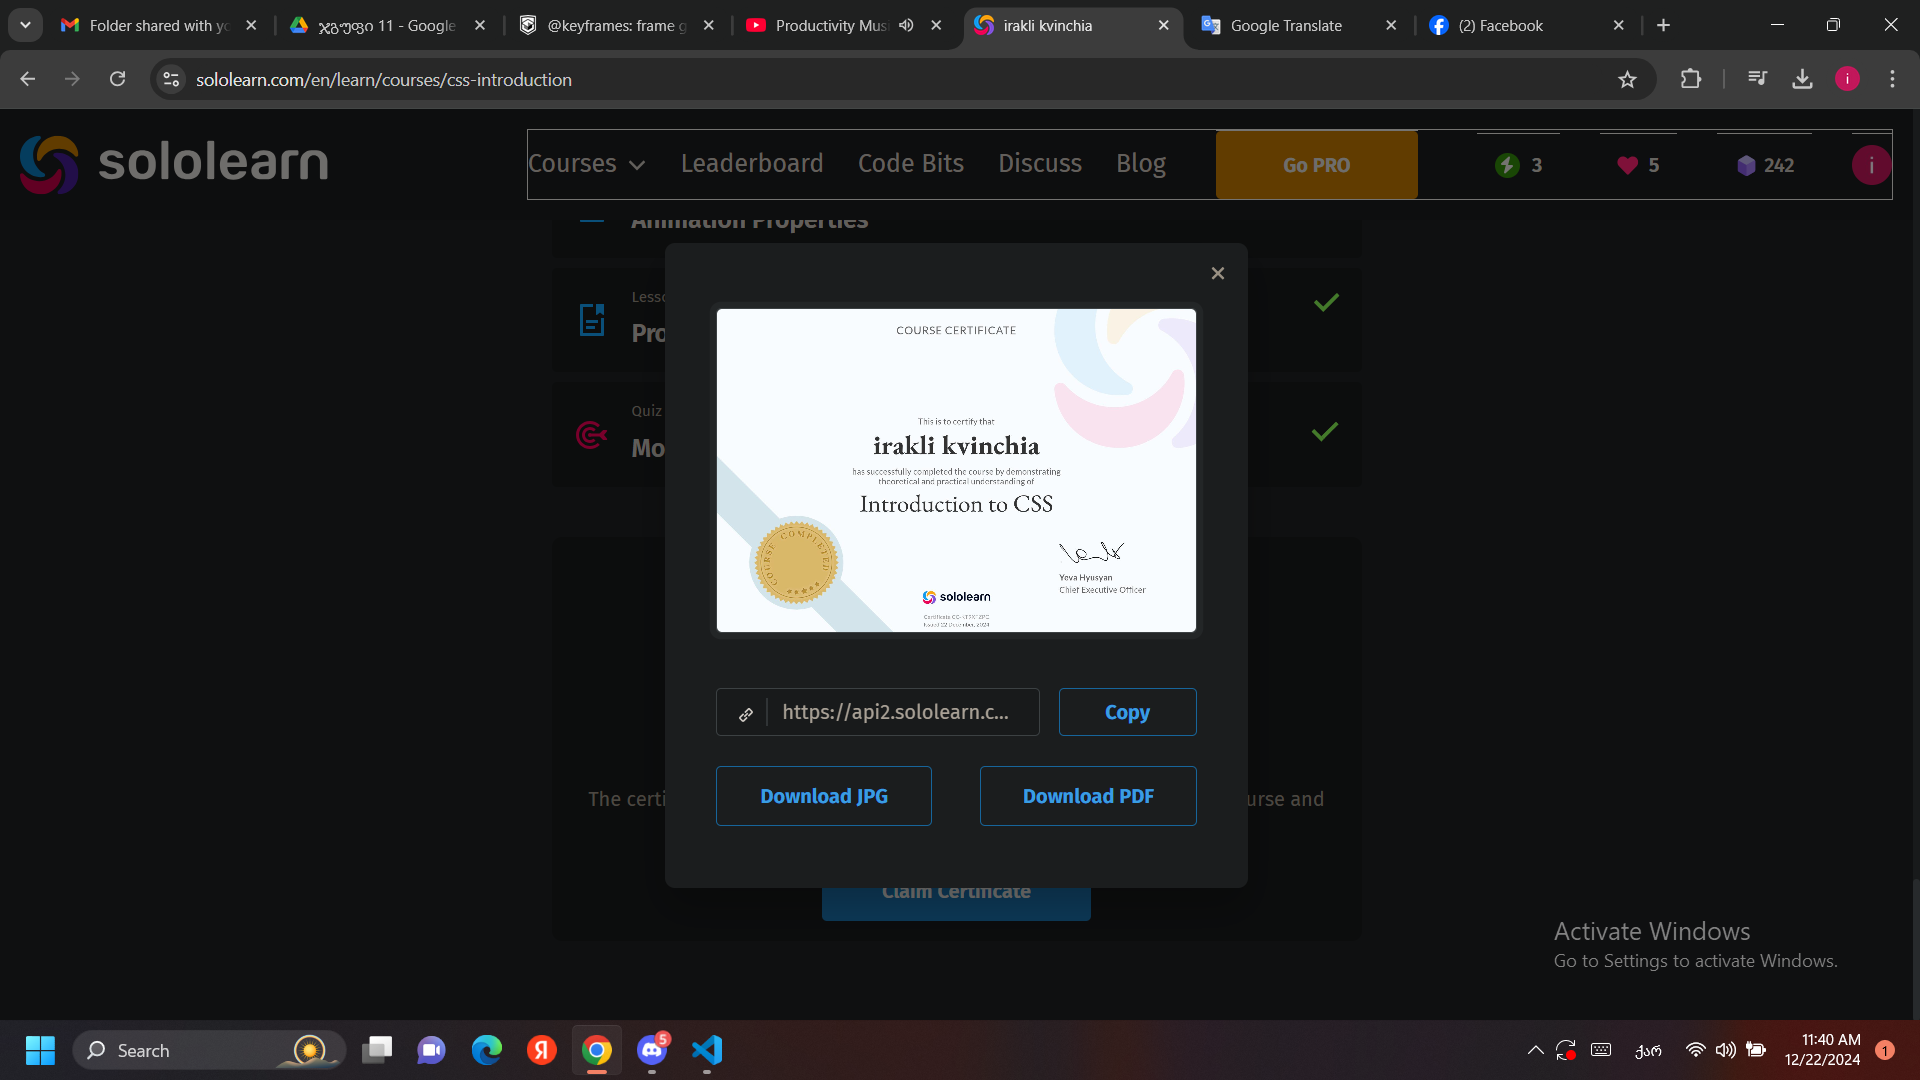 Folder shared with yo
ჯგუფი 11 - Google
@keyframes: frame g
Productivity Musi
irakli kvinchia
Google Translate
(2) Facebook
sololearn.com/en/learn/courses/css-introduction
i
sololearn
Courses
Leaderboard
Code Bits
Discuss
Blog
Go PRO
3
5
242
i
Animation Properties
Lesso
Pro
Quiz
Mo
COURSE CERTIFICATE
This is to certify that
irakli kvinchia
has successfully completed the course by demonstrating
theoretical and practical understanding of
Introduction to CSS
COURSE COMPLETED
Yeva Hyusyan
Chief Executive Officer
sololearn
Issued 22 December, 2024
https://api2.sololearn.c...
Copy
Download JPG
Download PDF
The certi
urse and
Claim Certificate
Activate Windows
Go to Settings to activate Windows.
Search
Я
5
ქარ
11:40 AM
12/22/2024
1